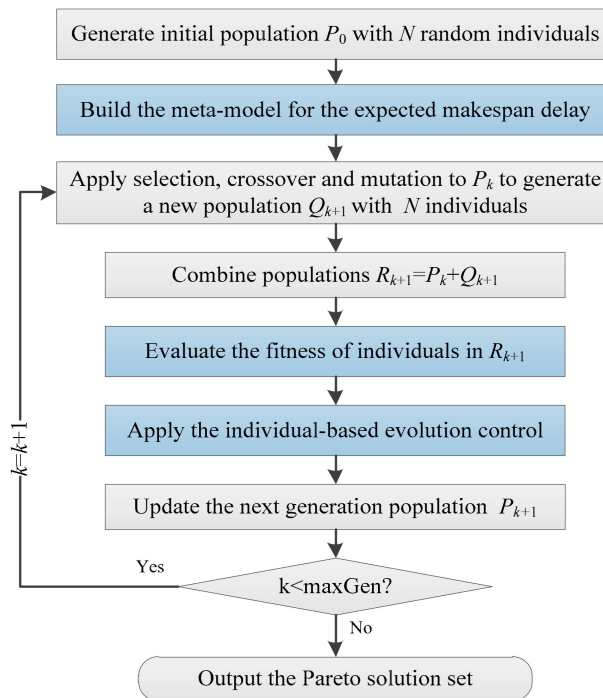 Generate initial population P₀ with N random individuals
Build the meta-model for the expected makespan delay
Apply selection, crossover and mutation to Pₖ to generate
a new population Qₖ₊₁ with N individuals
Combine populations Rₖ₊₁=Pₖ+Qₖ₊₁
Evaluate the fitness of individuals in Rₖ₊₁
Apply the individual-based evolution control
k=k+1
Update the next generation population Pₖ₊₁
Yes
k<maxGen?
No
Output the Pareto solution set